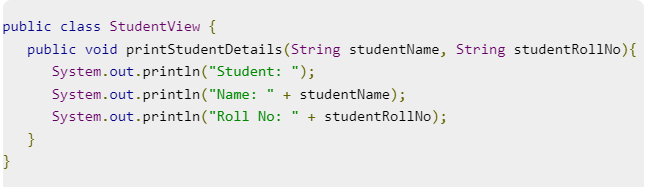 public class StudentView {
   public void printStudentDetails(String studentName, String studentRollNo){
      System.out.println("Student: ");
      System.out.println("Name: " + studentName);
      System.out.println("Roll No: " + studentRollNo);
   }
}